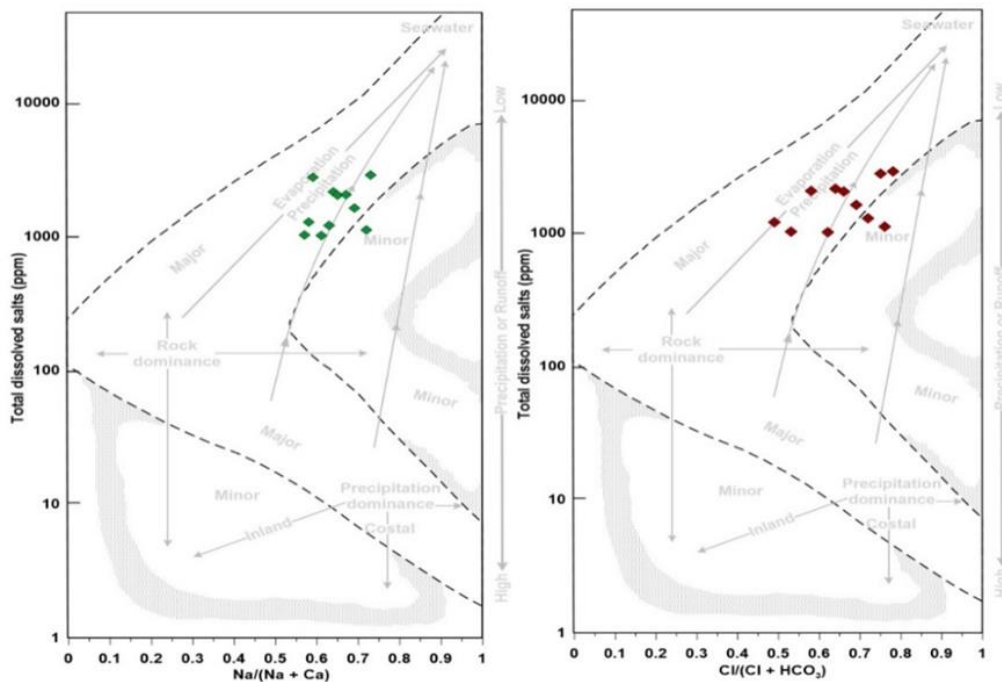 Seawater
10000
Evaporation
Precipitation
1000
Minor
Major
Total dissolved salts (ppm)
Rock
dominance
100
Minor
Major
10
Minor
Precipitation
dominance
Inland
Costal
1
0 0.1 0.2 0.3 0.4 0.5 0.6 0.7 0.8 0.9 1
Na/(Na + Ca)
High Precipitation or Runoff Low
Seawater
10000
Evaporation
Precipitation
1000
Minor
Major
Total dissolved salts (ppm)
Rock
dominance
100
Minor
Major
10
Minor
Precipitation
dominance
Inland
Costal
1
0 0.1 0.2 0.3 0.4 0.5 0.6 0.7 0.8 0.9 1
Cl/(Cl + HCO₃)
High Precipitation or Runoff Low